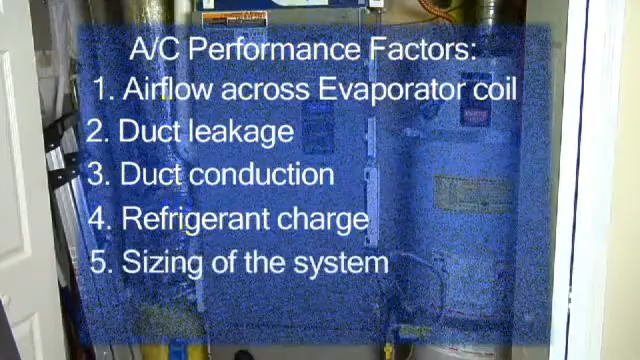 A/C Performance Factors:
1. Airflow across Evaporator coil
2. Duct leakage
3. Duct conduction
4. Refrigerant charge
5. Sizing of the system